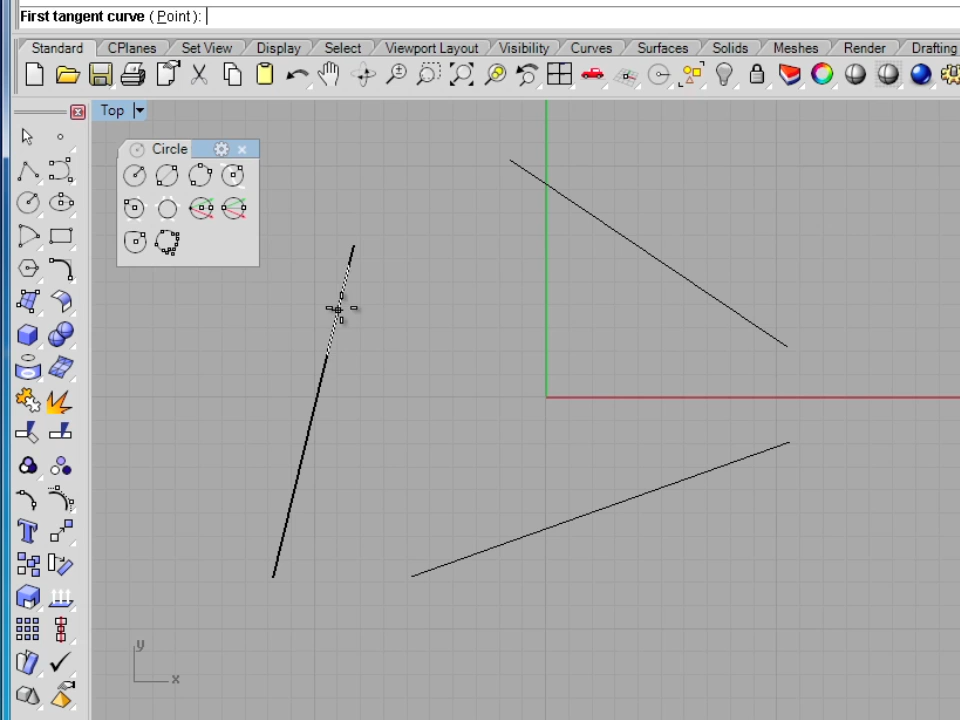 First tangent curve ( Point ):
Standard CPlanes Set View Display Select Viewport Layout Visibility Curves Surfaces Solids Meshes Render Drafting
Top
Circle
y
x